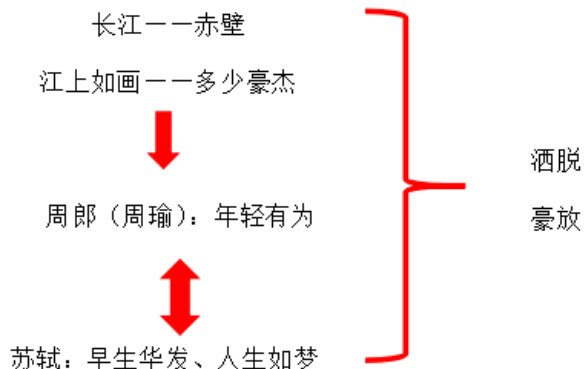 长江——赤壁
江上如画——多少豪杰
周郎（周瑜）：年轻有为
苏轼：早生华发、人生如梦
洒脱
豪放